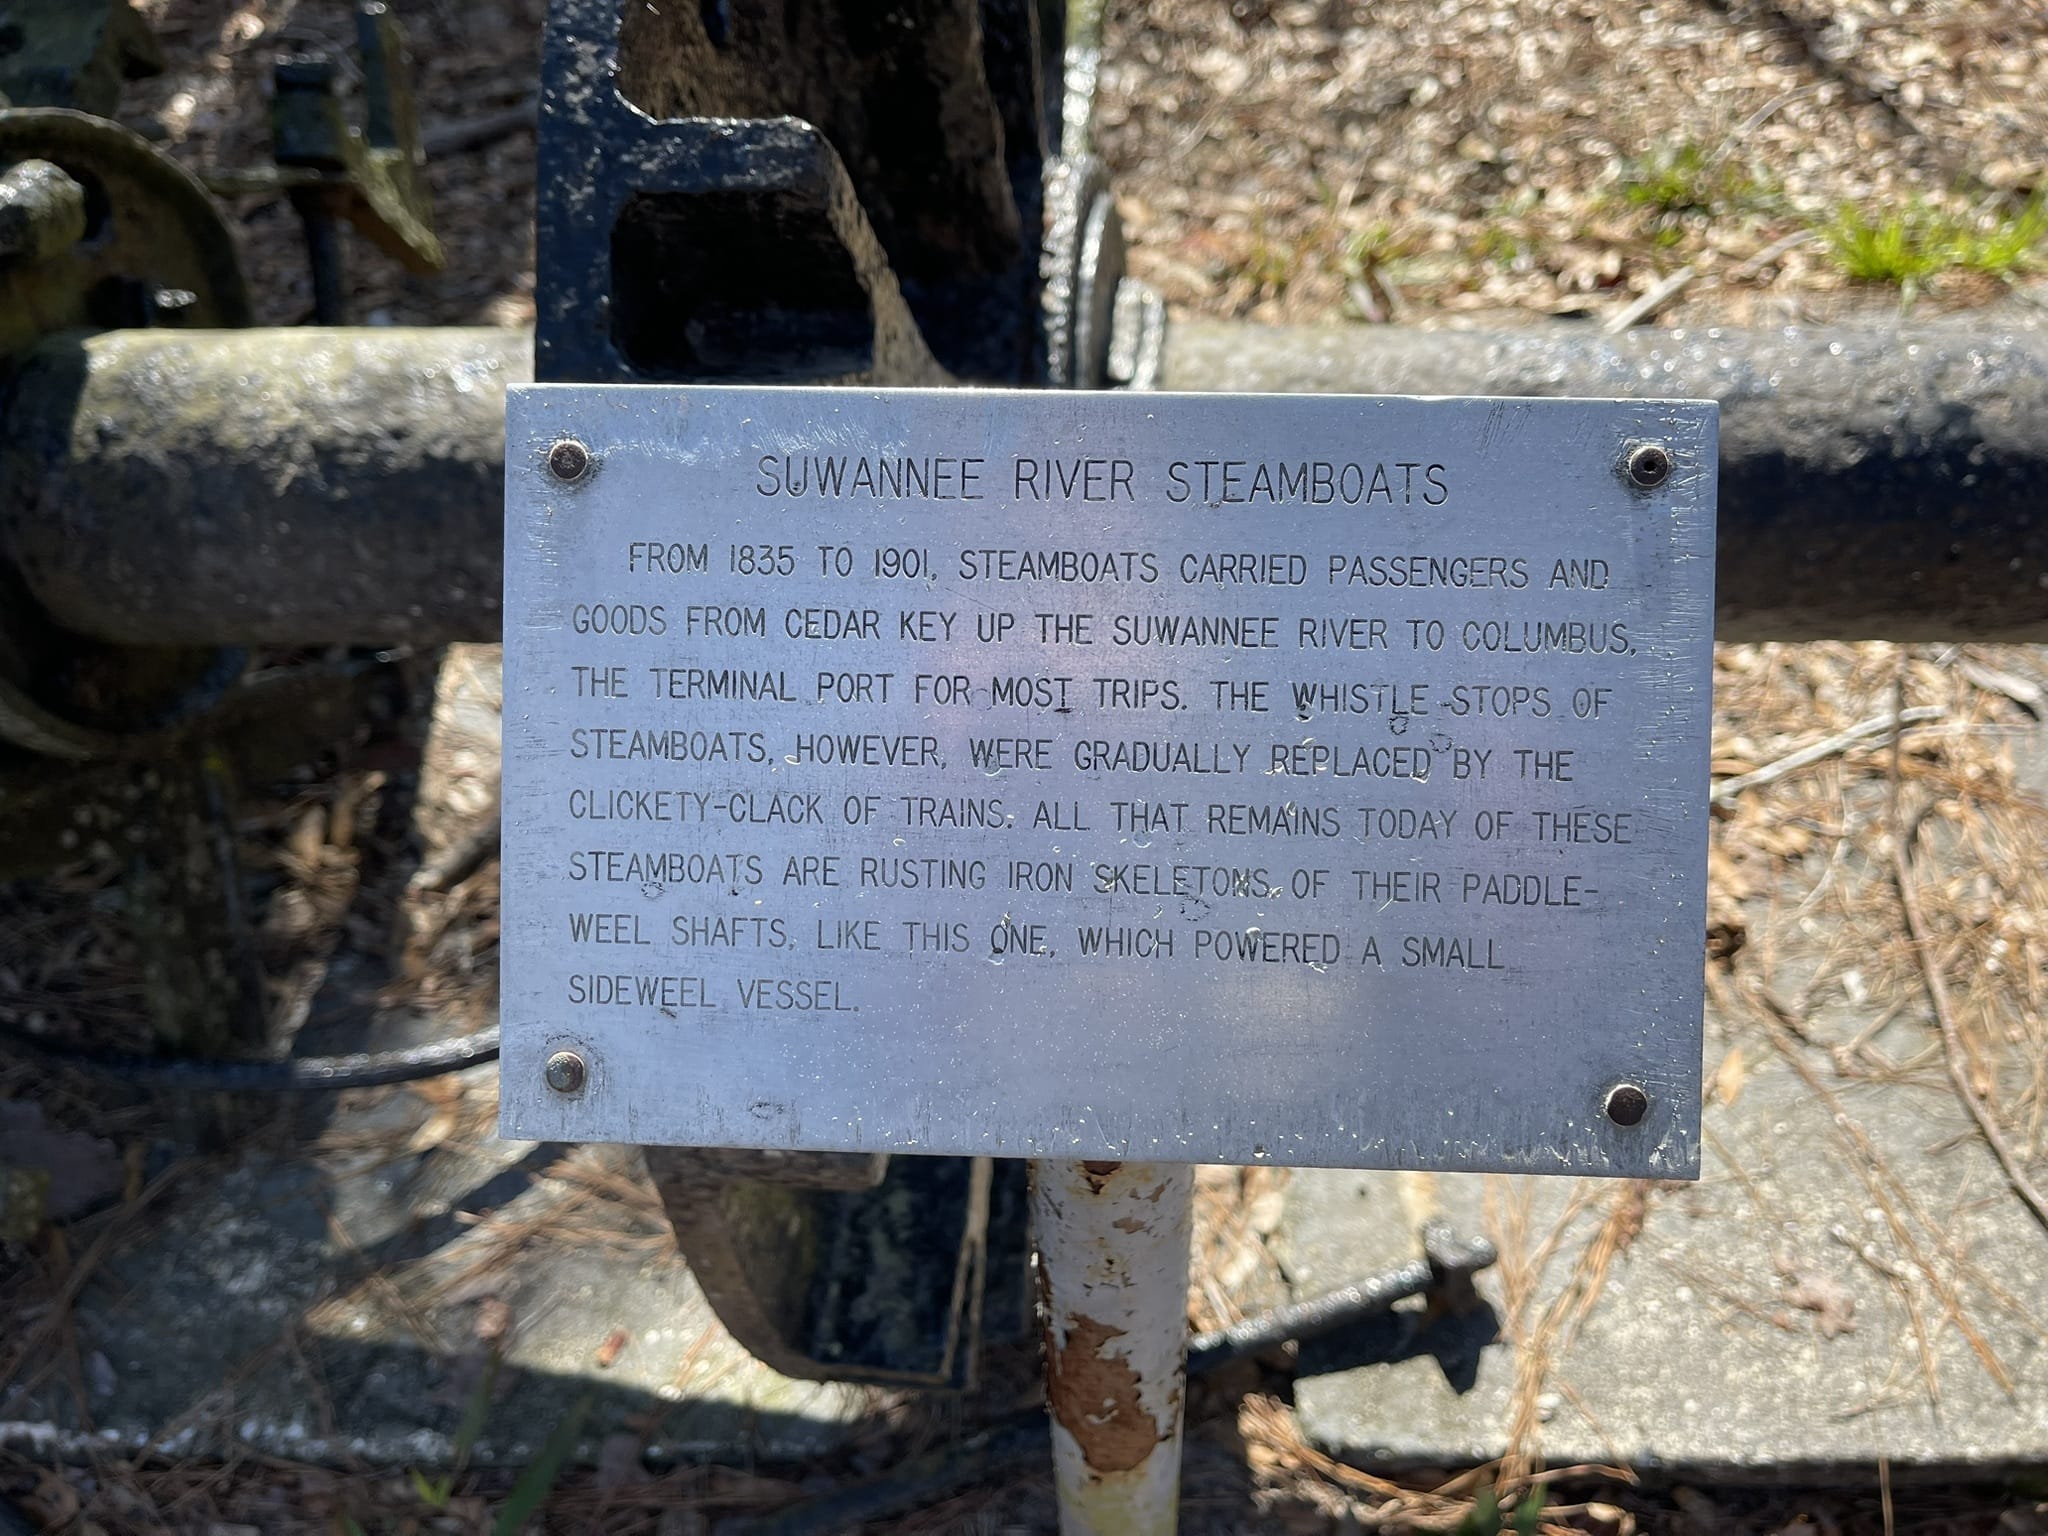 SUWANNEE RIVER STEAMBOATS
FROM 1835 TO 1901, STEAMBOATS CARRIED PASSENGERS AND
GOODS FROM CEDAR KEY UP THE SUWANNEE RIVER TO COLUMBUS,
THE TERMINAL PORT FOR MOST TRIPS. THE WHISTLE STOPS OF
STEAMBOATS, HOWEVER, WERE GRADUALLY REPLACED BY THE
CLICKETY-CLACK OF TRAINS. ALL THAT REMAINS TODAY OF THESE
STEAMBOATS ARE RUSTING IRON SKELETONS OF THEIR PADDLE-
WEEL SHAFTS, LIKE THIS ONE, WHICH POWERED A SMALL
SIDEWEEL VESSEL.